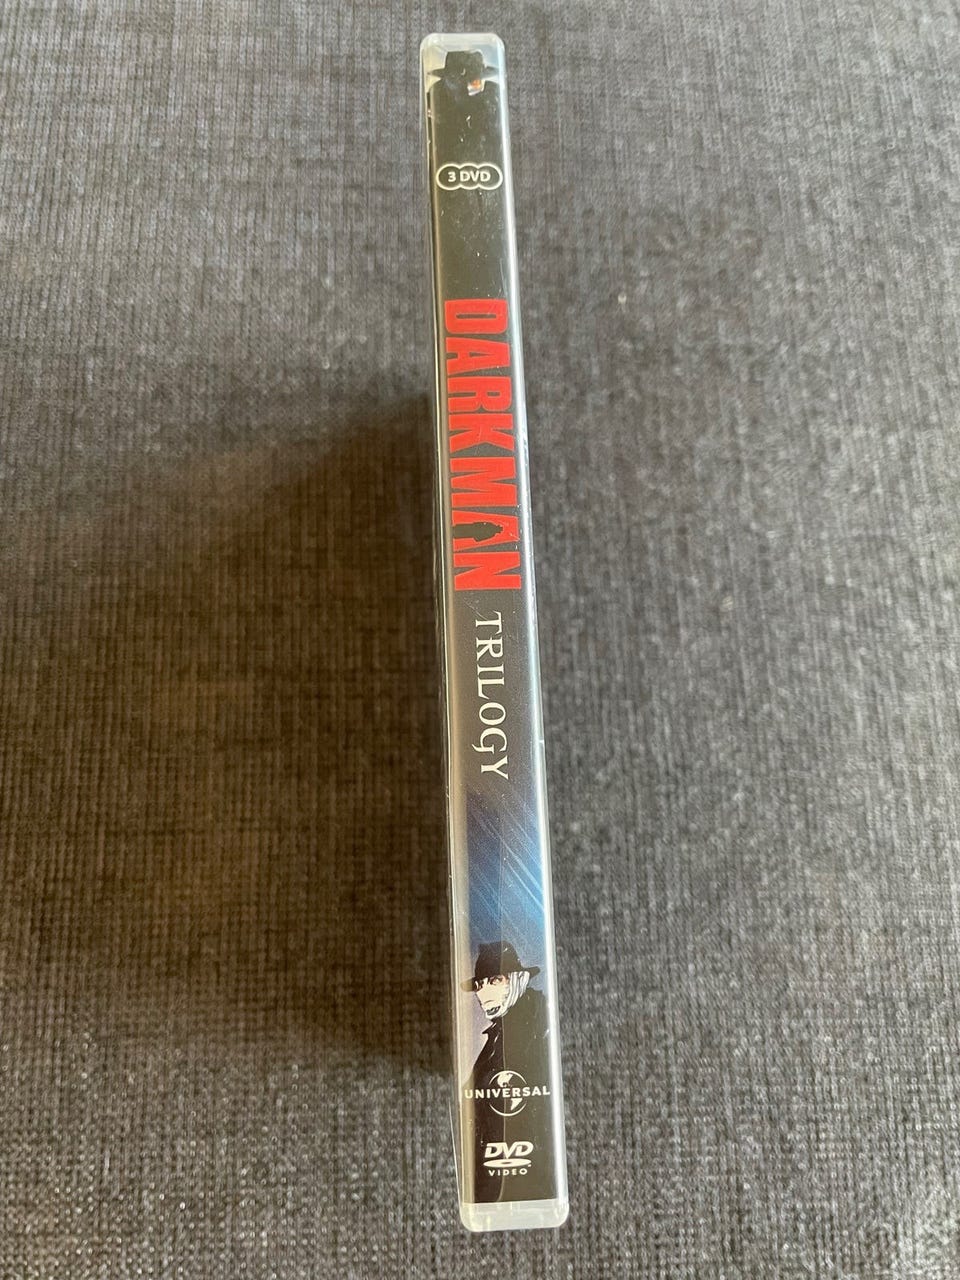 3 DVD
DARKMAN
TRILOGY
UNIVERSAL
DVD
VIDEO